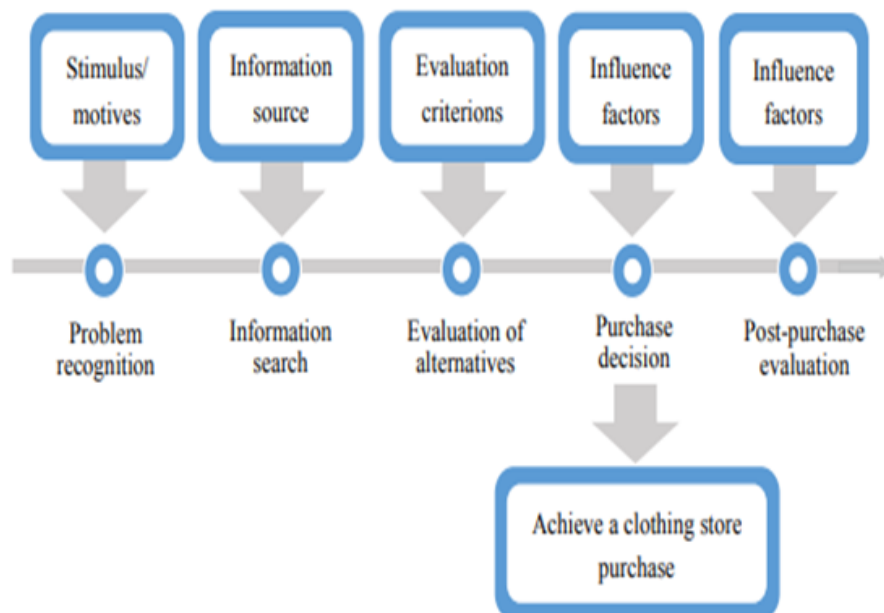 Stimulus/
motives
Information
source
Evaluation
criterions
Influence
factors
Influence
factors
Problem
recognition
Information
search
Evaluation of
alternatives
Purchase
decision
Post-purchase
evaluation
Achieve a clothing store
purchase